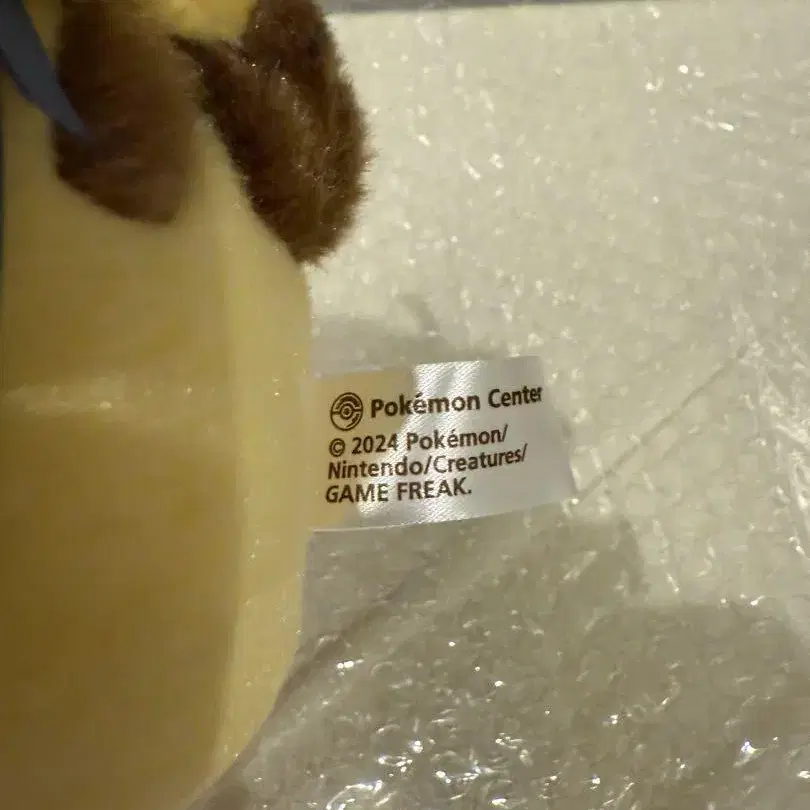 Pokémon Center
© 2024 Pokémon/
Nintendo/Creatures/
GAME FREAK.